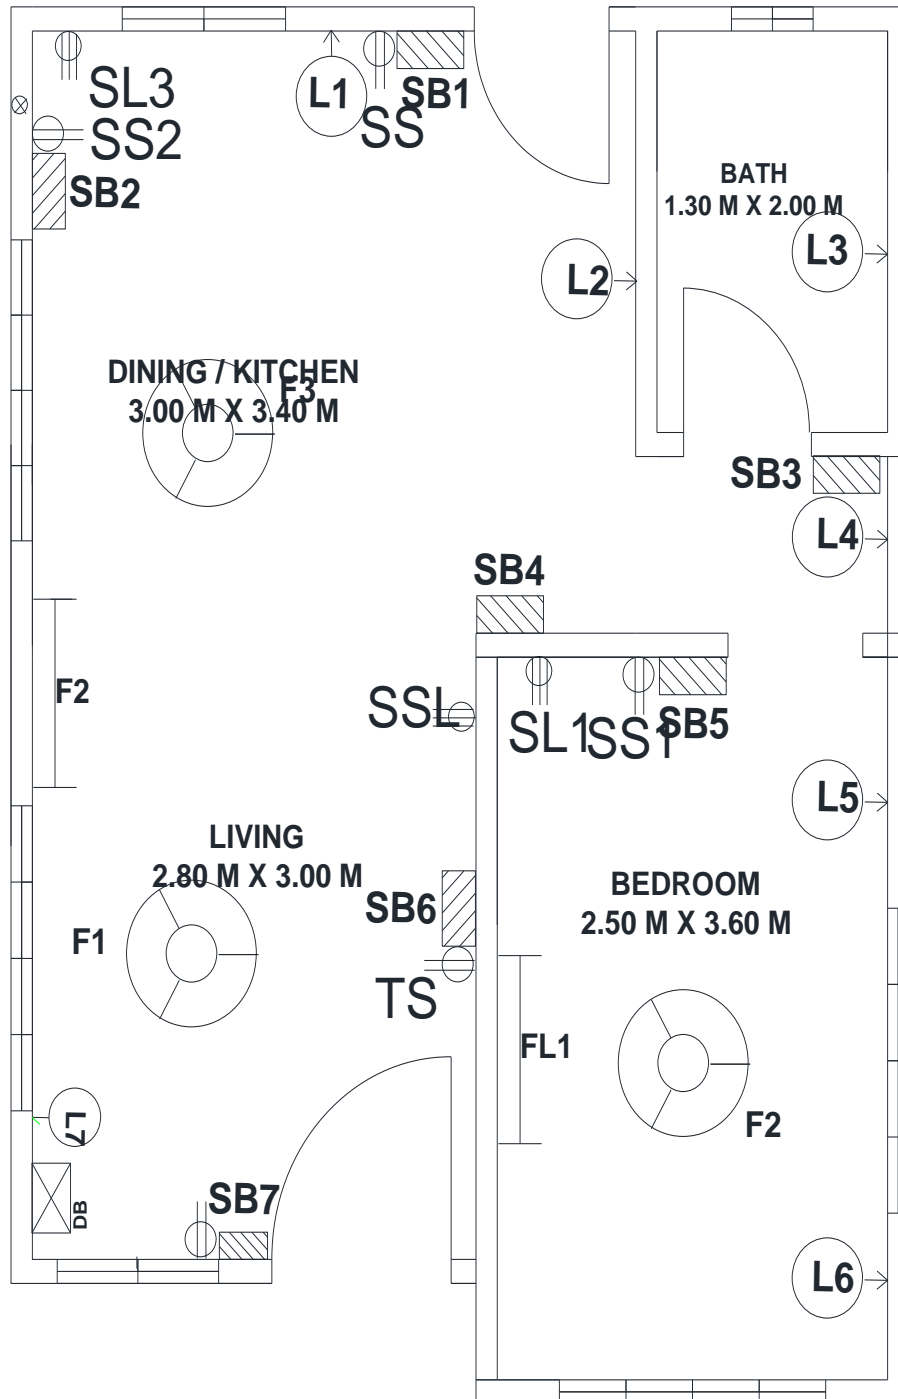 SL3
L1
SB1
SS
SS2
SB2
BATH
1.30 M X 2.00 M
L3
L2
DINING / KITCHEN
F3
3.00 M X 3.40 M
SB3
L4
SB4
F2
SSL
SL1
SS1
SB5
L5
LIVING
2.80 M X 3.00 M
BEDROOM
2.50 M X 3.60 M
SB6
F1
TS
FL1
F2
L7
SB7
DB
L6